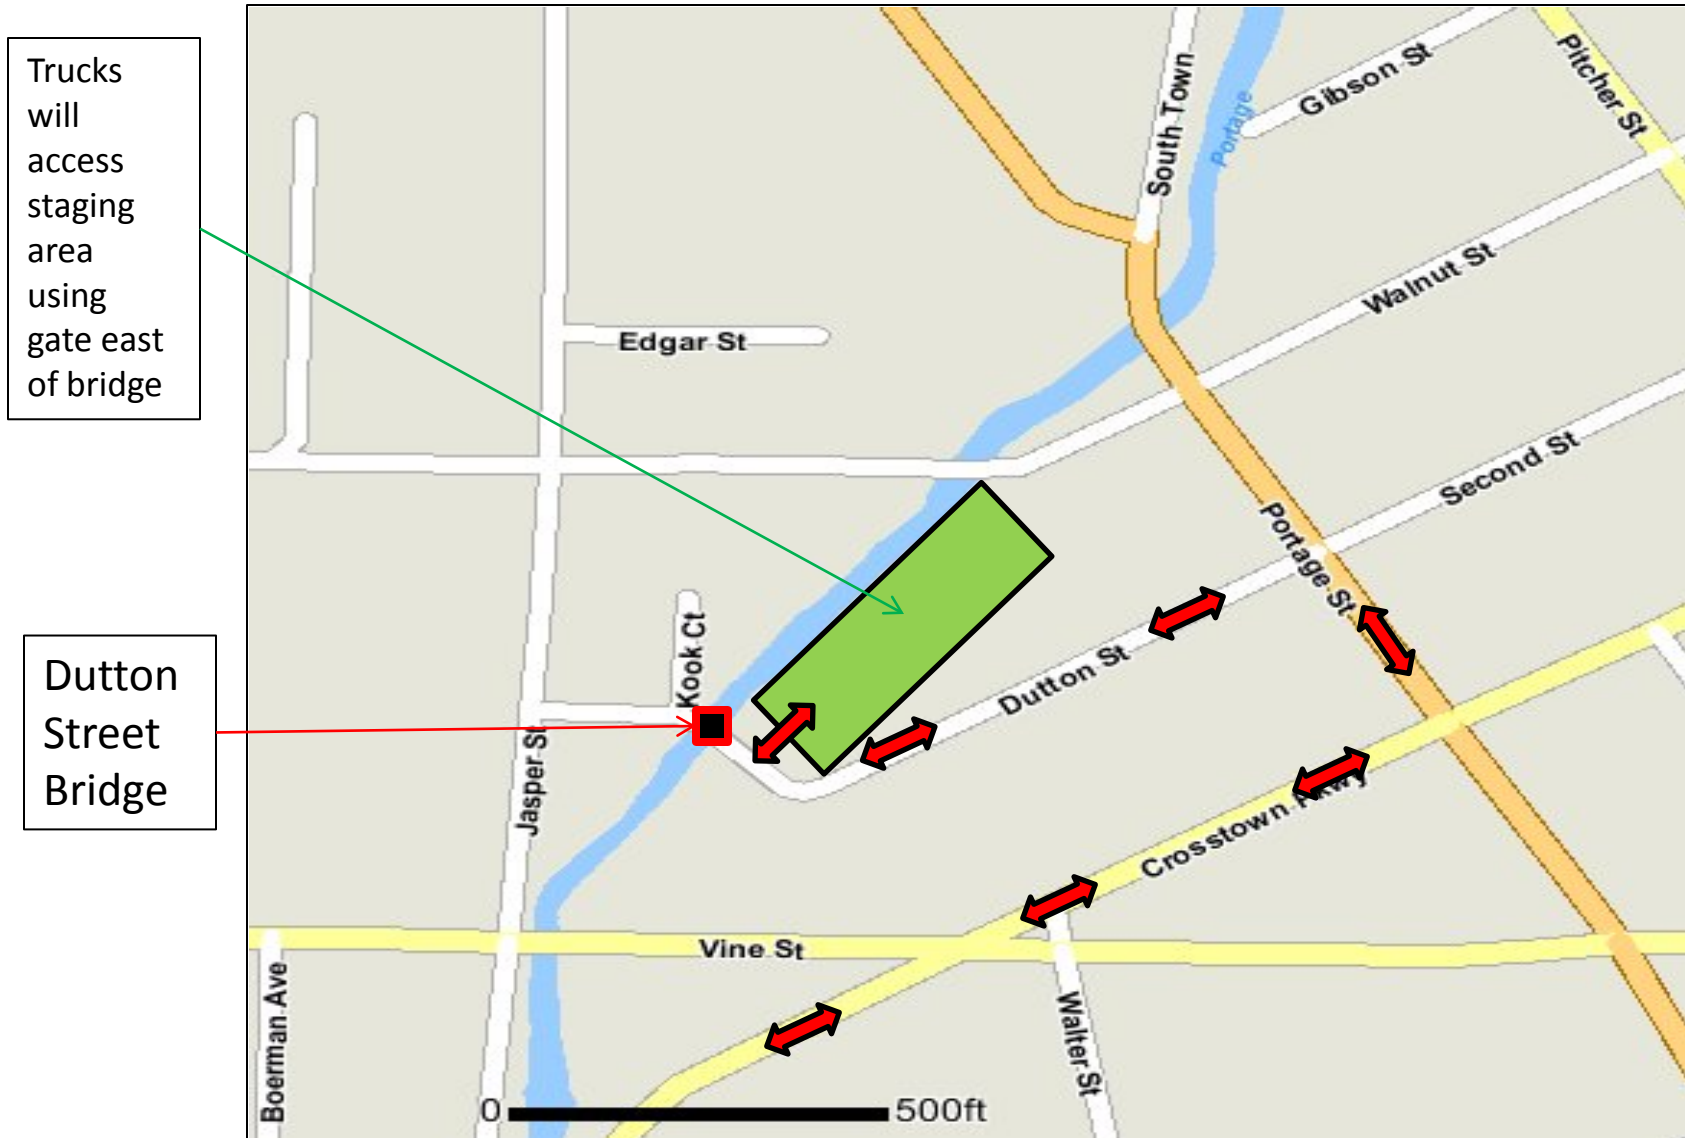 Trucks
will
access
staging
area
using
gate east
of bridge
Dutton
Street
Bridge
South Town
Portage
Gibson St
Pitcher St
Walnut St
Edgar St
Second St
Portage St
Kook Ct
Dutton St
Jasper St
Crosstown Pkwy
Vine St
Boerman Ave
Walter St
0 500ft